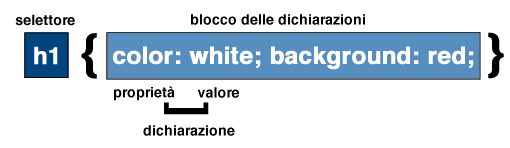 selettore blocco delle dichiarazioni
h1 { color: white; background: red; }
proprietà valore
dichiarazione